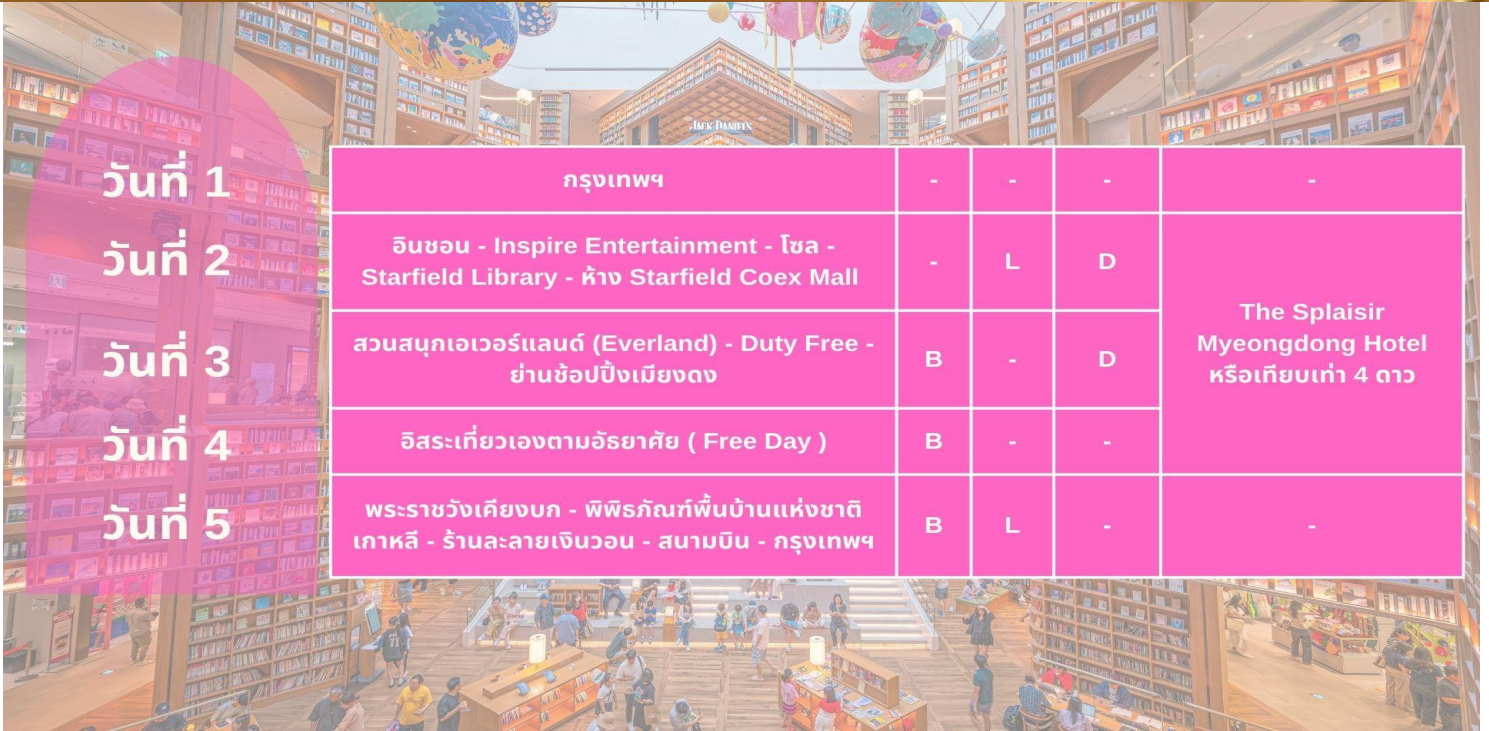 JACK DANIEL'S
วันที่ 1
กรุงเทพฯ
-
-
-
-
วันที่ 2
อินชอน - Inspire Entertainment - โซล -
Starfield Library - ห้าง Starfield Coex Mall
-
L
D
The Splaisir
Myeongdong Hotel
หรือเทียบเท่า 4 ดาว
วันที่ 3
สวนสนุกเอเวอร์แลนด์ (Everland) - Duty Free -
ย่านช้อปปิ้งเมียงดง
B
-
D
วันที่ 4
อิสระเที่ยวเองตามอัธยาศัย ( Free Day )
B
-
-
วันที่ 5
พระราชวังเคียงบก - พิพิธภัณฑ์พื้นบ้านแห่งชาติ
เกาหลี - ร้านละลายเงินวอน - สนามบิน - กรุงเทพฯ
B
L
-
-